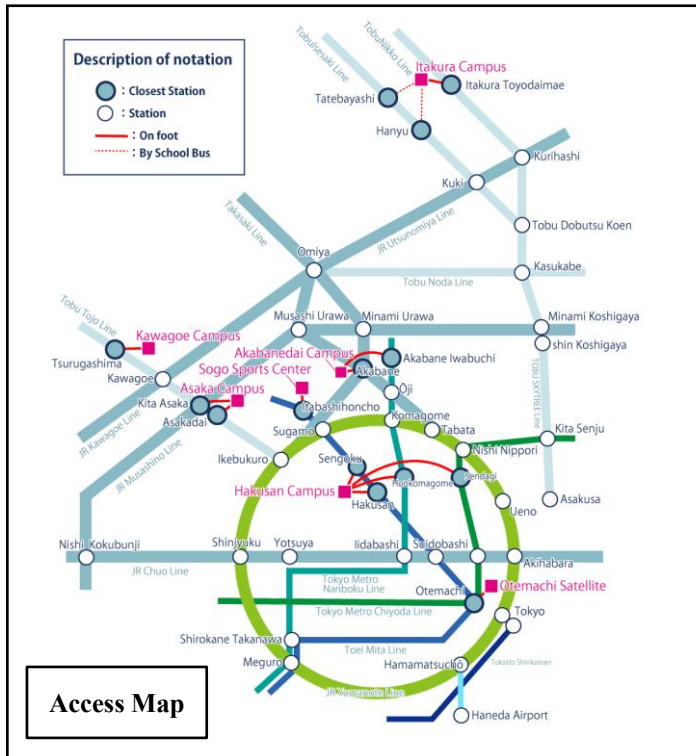 Description of notation
: Closest Station
: Station
: On foot
: By School Bus
TobuIsesaki Line
TobuNikko Line
Itakura Campus
Itakura Toyodaimae
Tatebayashi
Hanyu
Kurihashi
Kuki
Takasaki Line
JR Utsunomiya Line
Tobu Dobutsu Koen
Omiya
Kasukabe
Tobu Noda Line
Tobu Tojo Line
Musashi Urawa
Minami Urawa
Minami Koshigaya
shin Koshigaya
Kawagoe Campus
Tsurugashima
Akabanedai Campus
Akabane Iwabuchi
Sogo Sports Center
Akabane
Kawagoe
Asaka Campus
Ōji
TOBU SKYTREE Line
Kita Asaka
Itabashihoncho
Komagome
Asakadai
Sugamo
Tabata
Kita Senju
JR Kawagoe Line
JR Musashino Line
Nishi Nippori
Ikebukuro
Sengoku
Honkomagome
Sendagi
Hakusan Campus
Hakusan
Asakusa
Ueno
Nishi Kokubunji
Shinjyuku
Yotsuya
Iidabashi
Suidobashi
Akihabara
JR Chuo Line
Tokyo Metro
Nanboku Line
Otemachi
Otemachi Satellite
Tokyo Metro Chiyoda Line
Tokyo
Shirokane Takanawa
Toei Mita Line
Meguro
Hamamatsuchō
Tokaido Shinkansen
JR Yamanote Line
Access Map
Haneda Airport